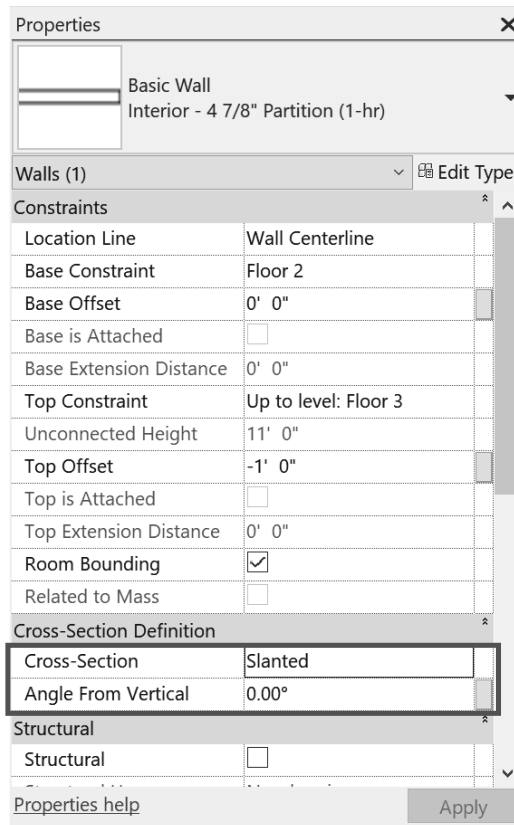 Properties
Basic Wall
Interior - 4 7/8" Partition (1-hr)
Walls (1) Edit Type
Constraints
Location Line Wall Centerline
Base Constraint Floor 2
Base Offset 0' 0"
Base is Attached
Base Extension Distance 0' 0"
Top Constraint Up to level: Floor 3
Unconnected Height 11' 0"
Top Offset -1' 0"
Top is Attached
Top Extension Distance 0' 0"
Room Bounding
Related to Mass
Cross-Section Definition
Cross-Section Slanted
Angle From Vertical 0.00°
Structural
Structural
Properties help Apply